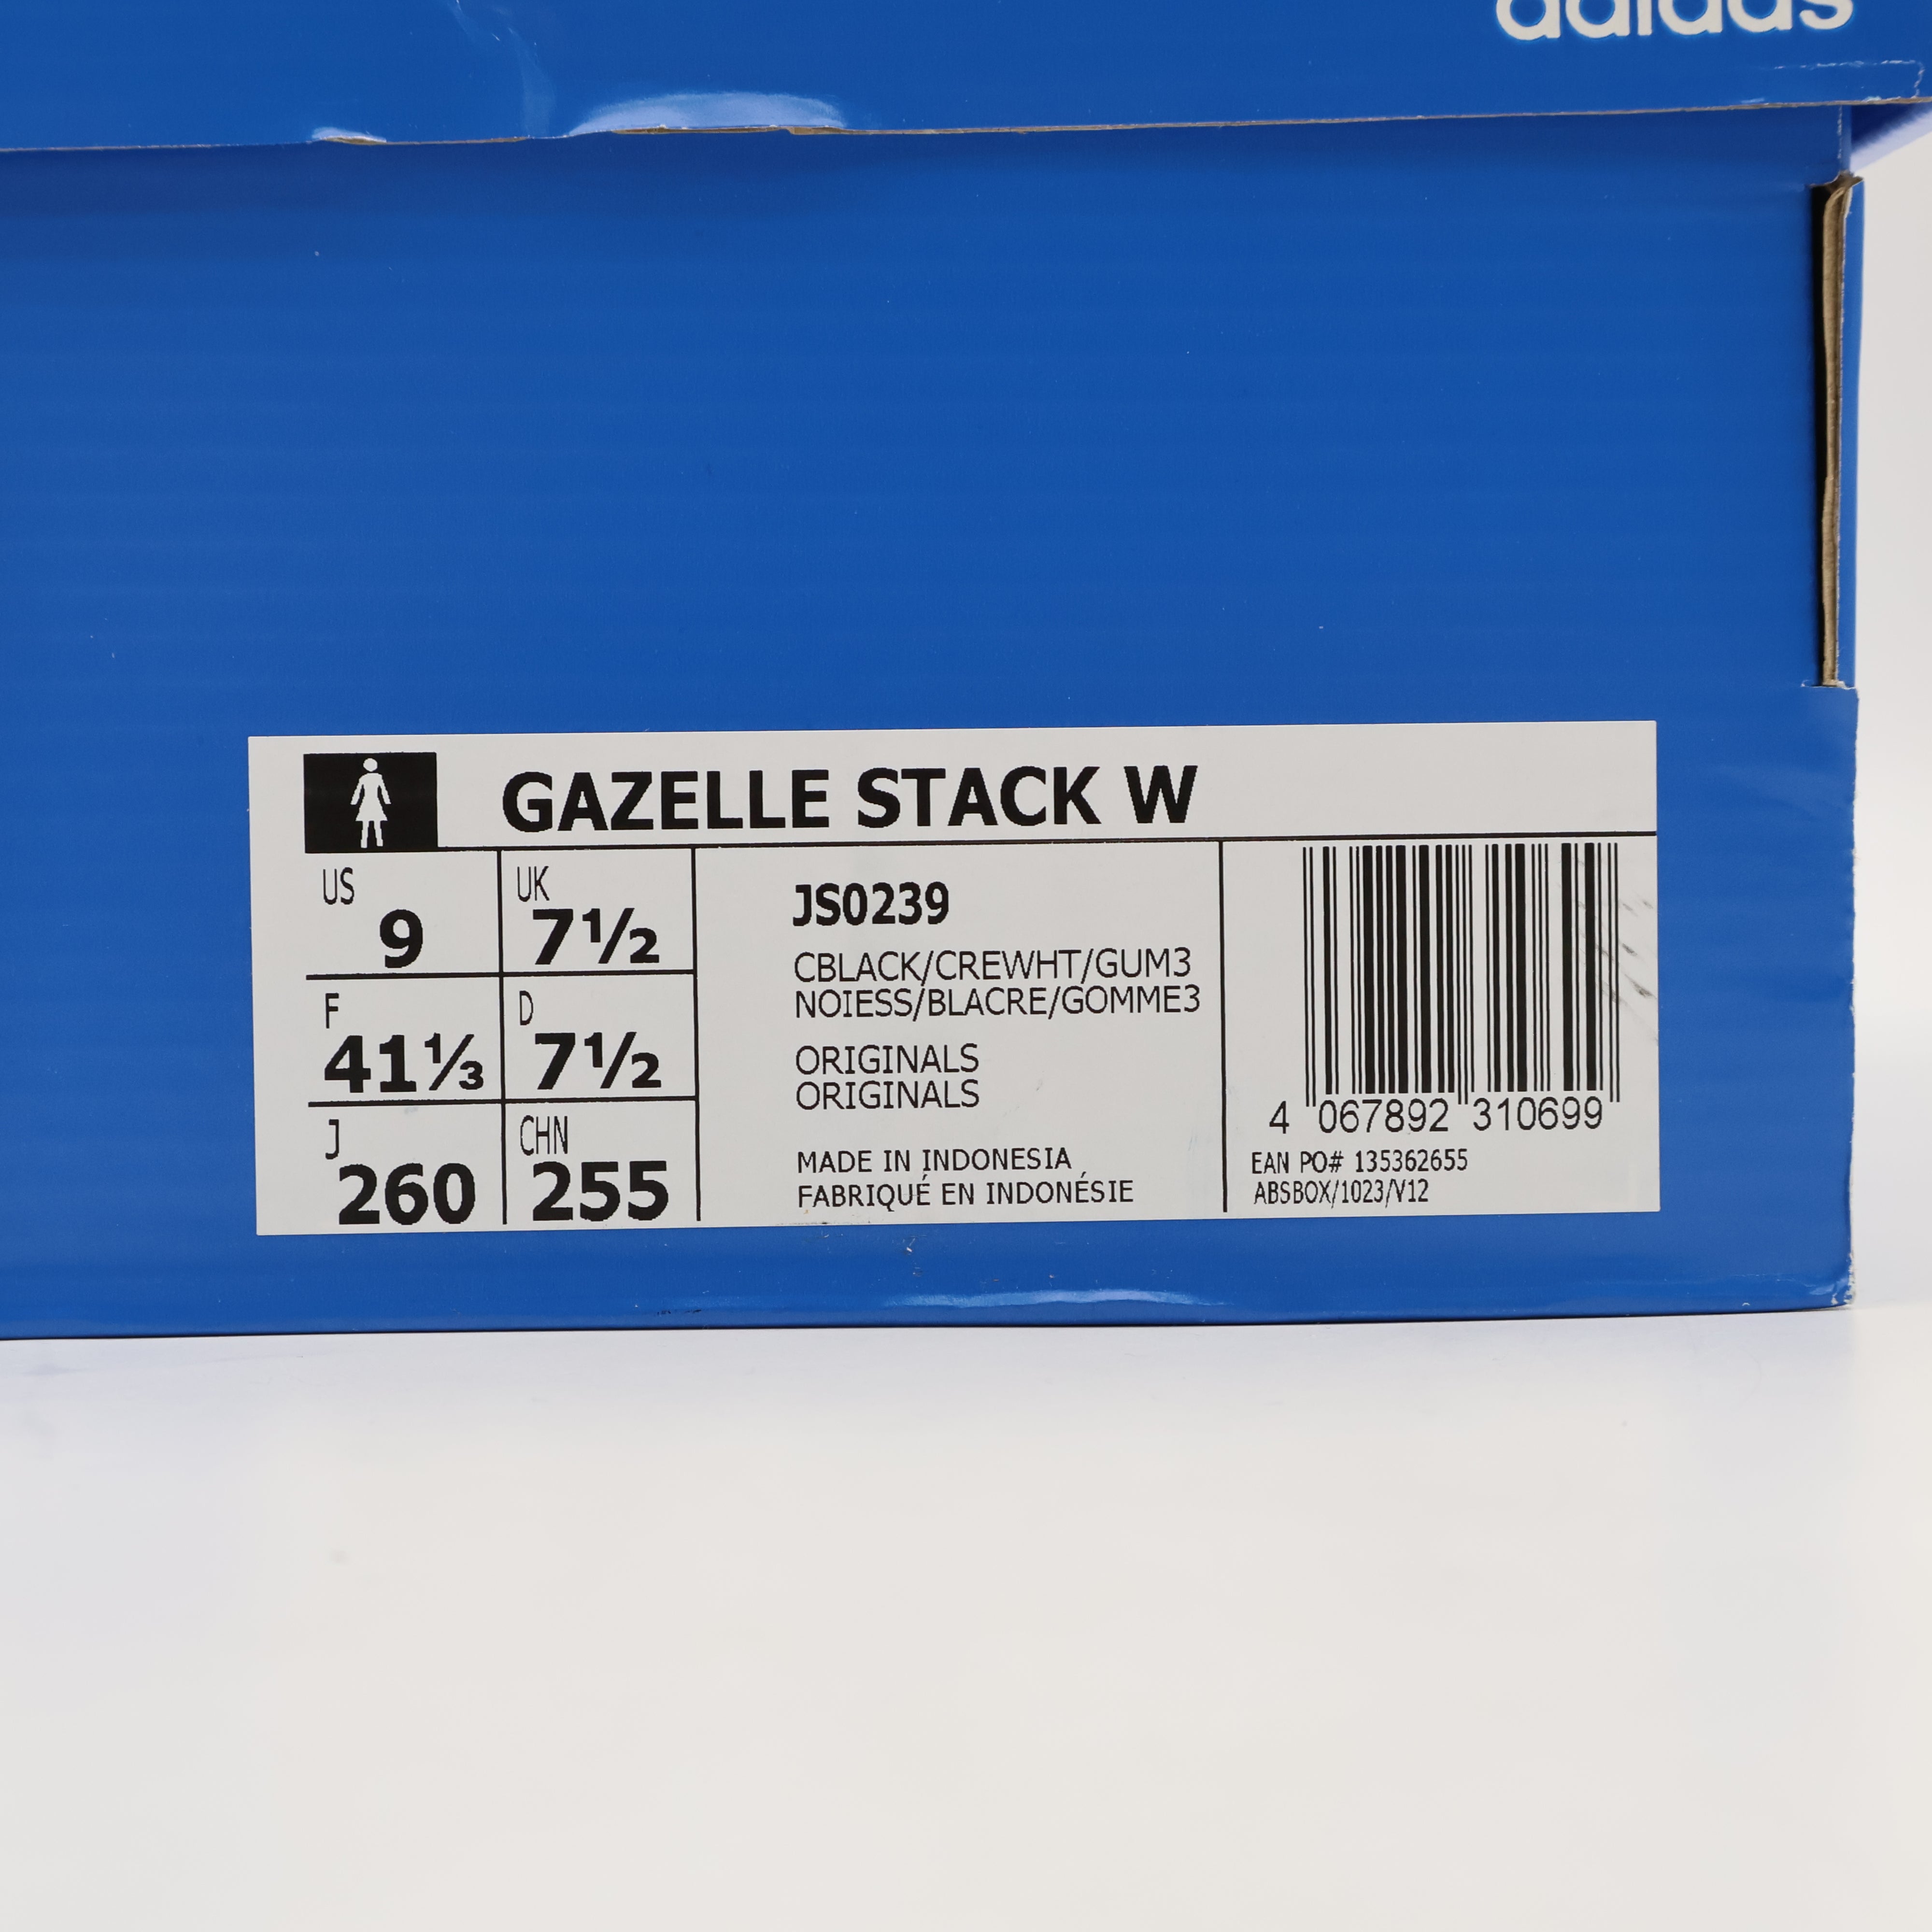 adidas
GAZELLE STACK W
US
9
UK
7½
F
41⅓
D
7½
J
260
CHN
255
JS0239
CBLACK/CREWHT/GUM3
NOIESS/BLACRE/GOMME3
ORIGINALS
ORIGINALS
MADE IN INDONESIA
FABRIQUÉ EN INDONÉSIE
4 067892 310699
EAN PO# 135362655
ABSBOX/1023/V12